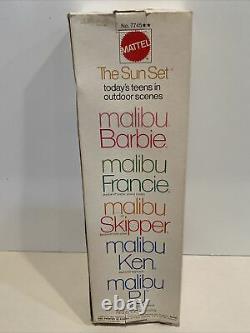 No. 7745★★
MATTEL
The Sun Set
today's teens in
outdoor scenes
malibu
Barbie
malibu
Francie
malibu
Skipper
malibu
Ken
malibu
P.J.